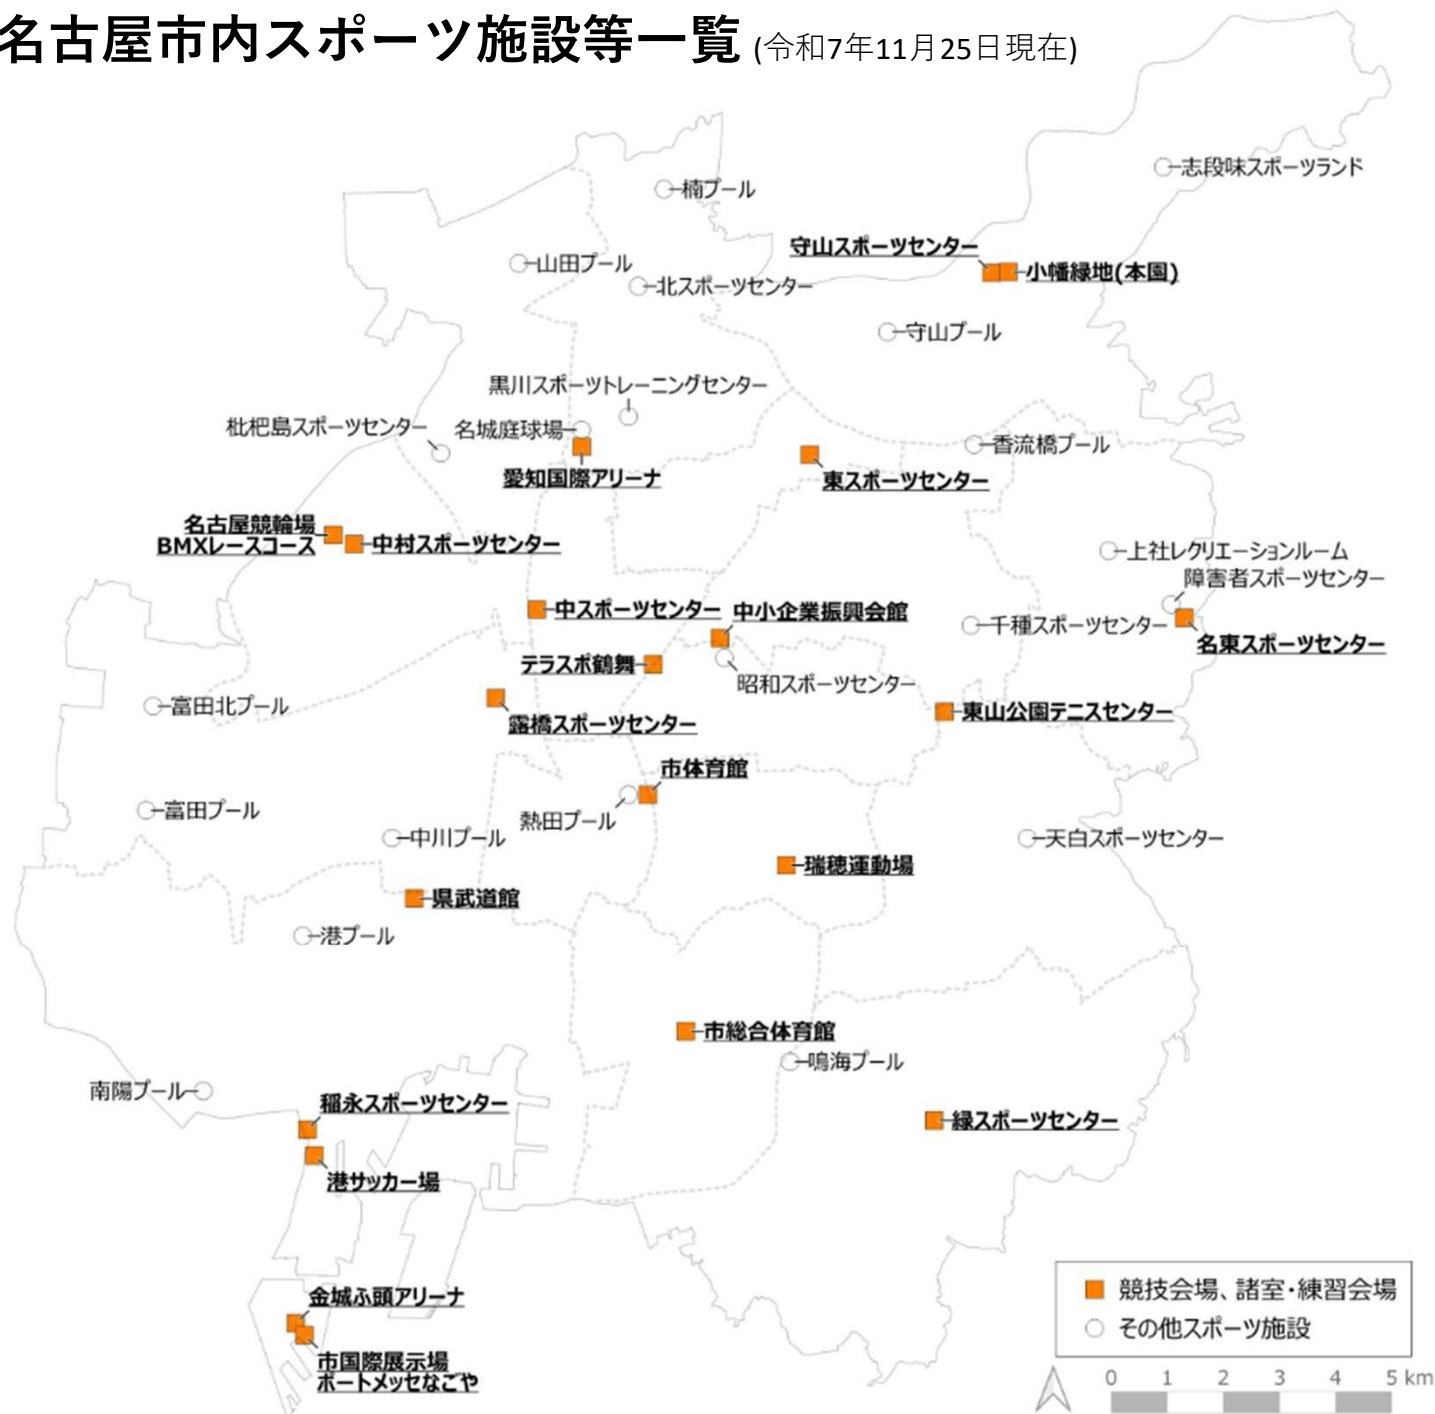 名古屋市内スポーツ施設等一覧 (令和7年11月25日現在)
志段味スポーツランド
楠プール
守山スポーツセンター
山田プール
小幡緑地(本園)
北スポーツセンター
守山プール
黒川スポーツトレーニングセンター
枇杷島スポーツセンター
名城庭球場
香流橋プール
愛知国際アリーナ
東スポーツセンター
名古屋競輪場
BMXレースコース
中村スポーツセンター
上社レクリエーションルーム
障害者スポーツセンター
中スポーツセンター
中小企業振興会館
千種スポーツセンター
名東スポーツセンター
テラスポ鶴舞
昭和スポーツセンター
富田北プール
露橋スポーツセンター
東山公園テニスセンター
市体育館
富田プール
熱田プール
中川プール
天白スポーツセンター
瑞穂運動場
県武道館
港プール
市総合体育館
鳴海プール
南陽プール
稲永スポーツセンター
緑スポーツセンター
港サッカー場
金城ふ頭アリーナ
市国際展示場
ポートメッセなごや
競技会場、諸室・練習会場
その他スポーツ施設
0 1 2 3 4 5 km